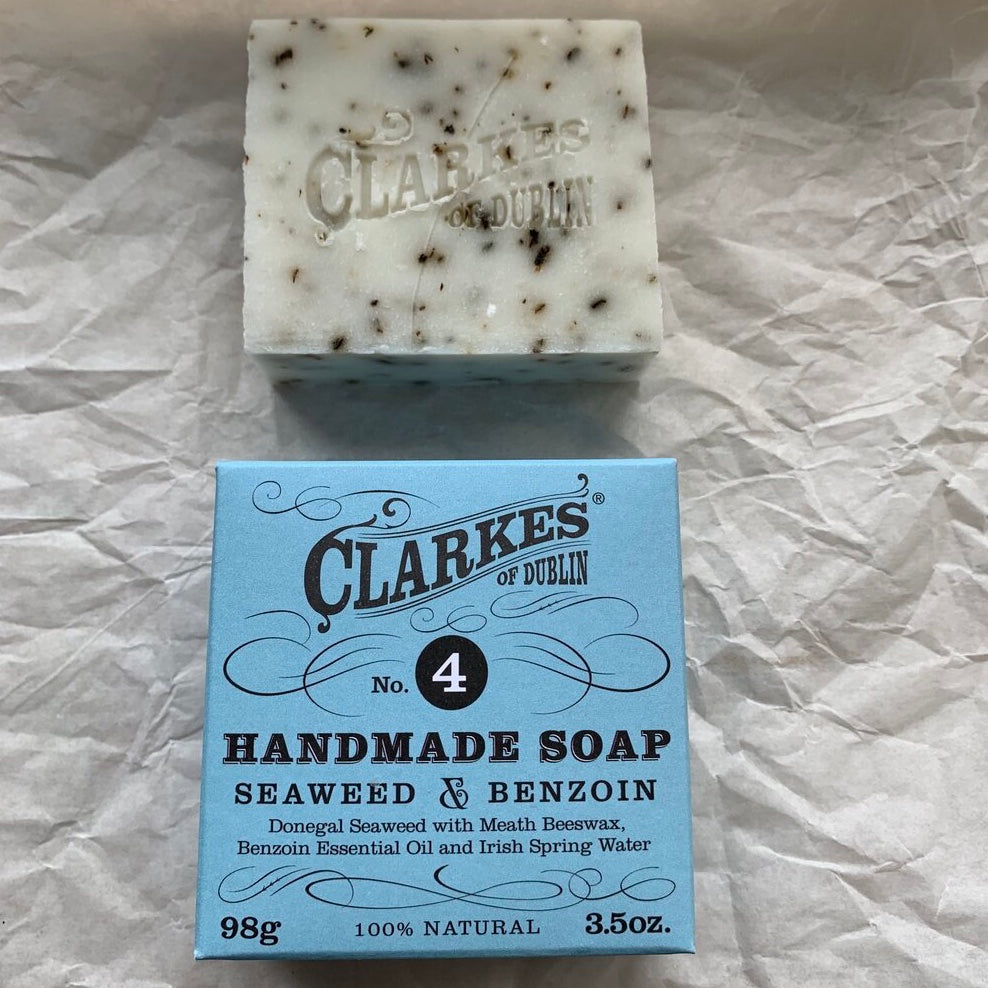 CLARKES
OF DUBLIN
CLARKES®
OF DUBLIN
No. 4
HANDMADE SOAP
SEAWEED & BENZOIN
Donegal Seaweed with Meath Beeswax,
Benzoin Essential Oil and Irish Spring Water
98g 100% NATURAL 3.5oz.